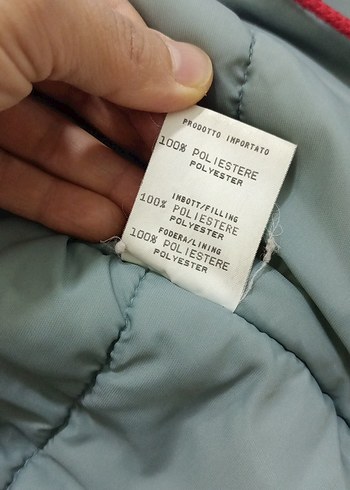 PRODOTTO IMPORTATO
100% POLIESTERE
POLYESTER
IMBOTT/FILLING
100% POLIESTERE
POLYESTER
FODERA/LINING
100% POLIESTERE
POLYESTER